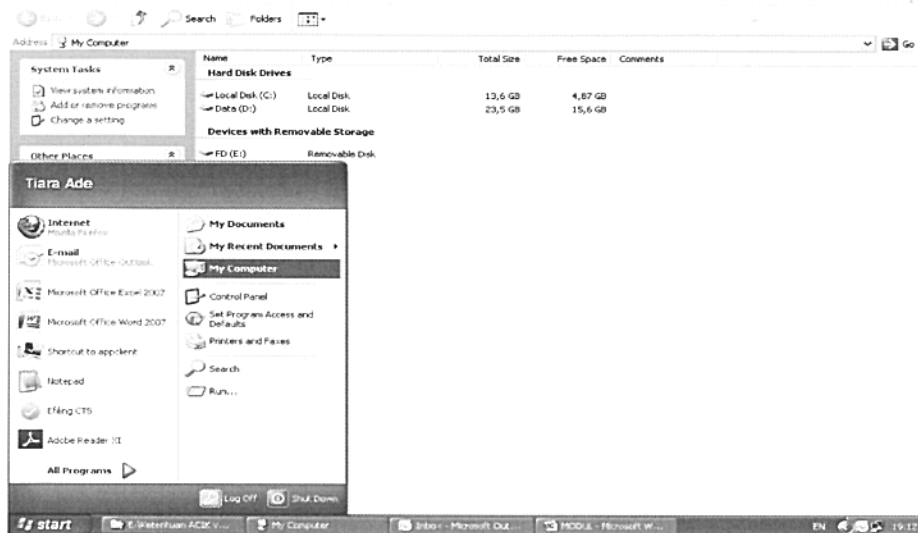 Search Folders
Address My Computer Go
Name Type Total Size Free Space Comments
System Tasks
Hard Disk Drives
View system information
Local Disk (C:) Local Disk 13,6 GB 4,87 GB
Add or remove programs
Data (D:) Local Disk 23,5 GB 15,6 GB
Change a setting
Devices with Removable Storage
Other Places
FD (E:) Removable Disk
Tiara Ade
Internet
Mozilla Firefox
E-mail
Microsoft Office Outlook
Microsoft Office Excel 2007
Microsoft Office Word 2007
Shortcut to appclient
Notepad
Efiling CTS
Adobe Reader XI
All Programs
My Documents
My Recent Documents
My Computer
Control Panel
Set Program Access and
Defaults
Printers and Faxes
Search
Run...
Log Off Shut Down
start My Computer Inbox - Microsoft Out... MODUL - Microsoft W... EN 19:12